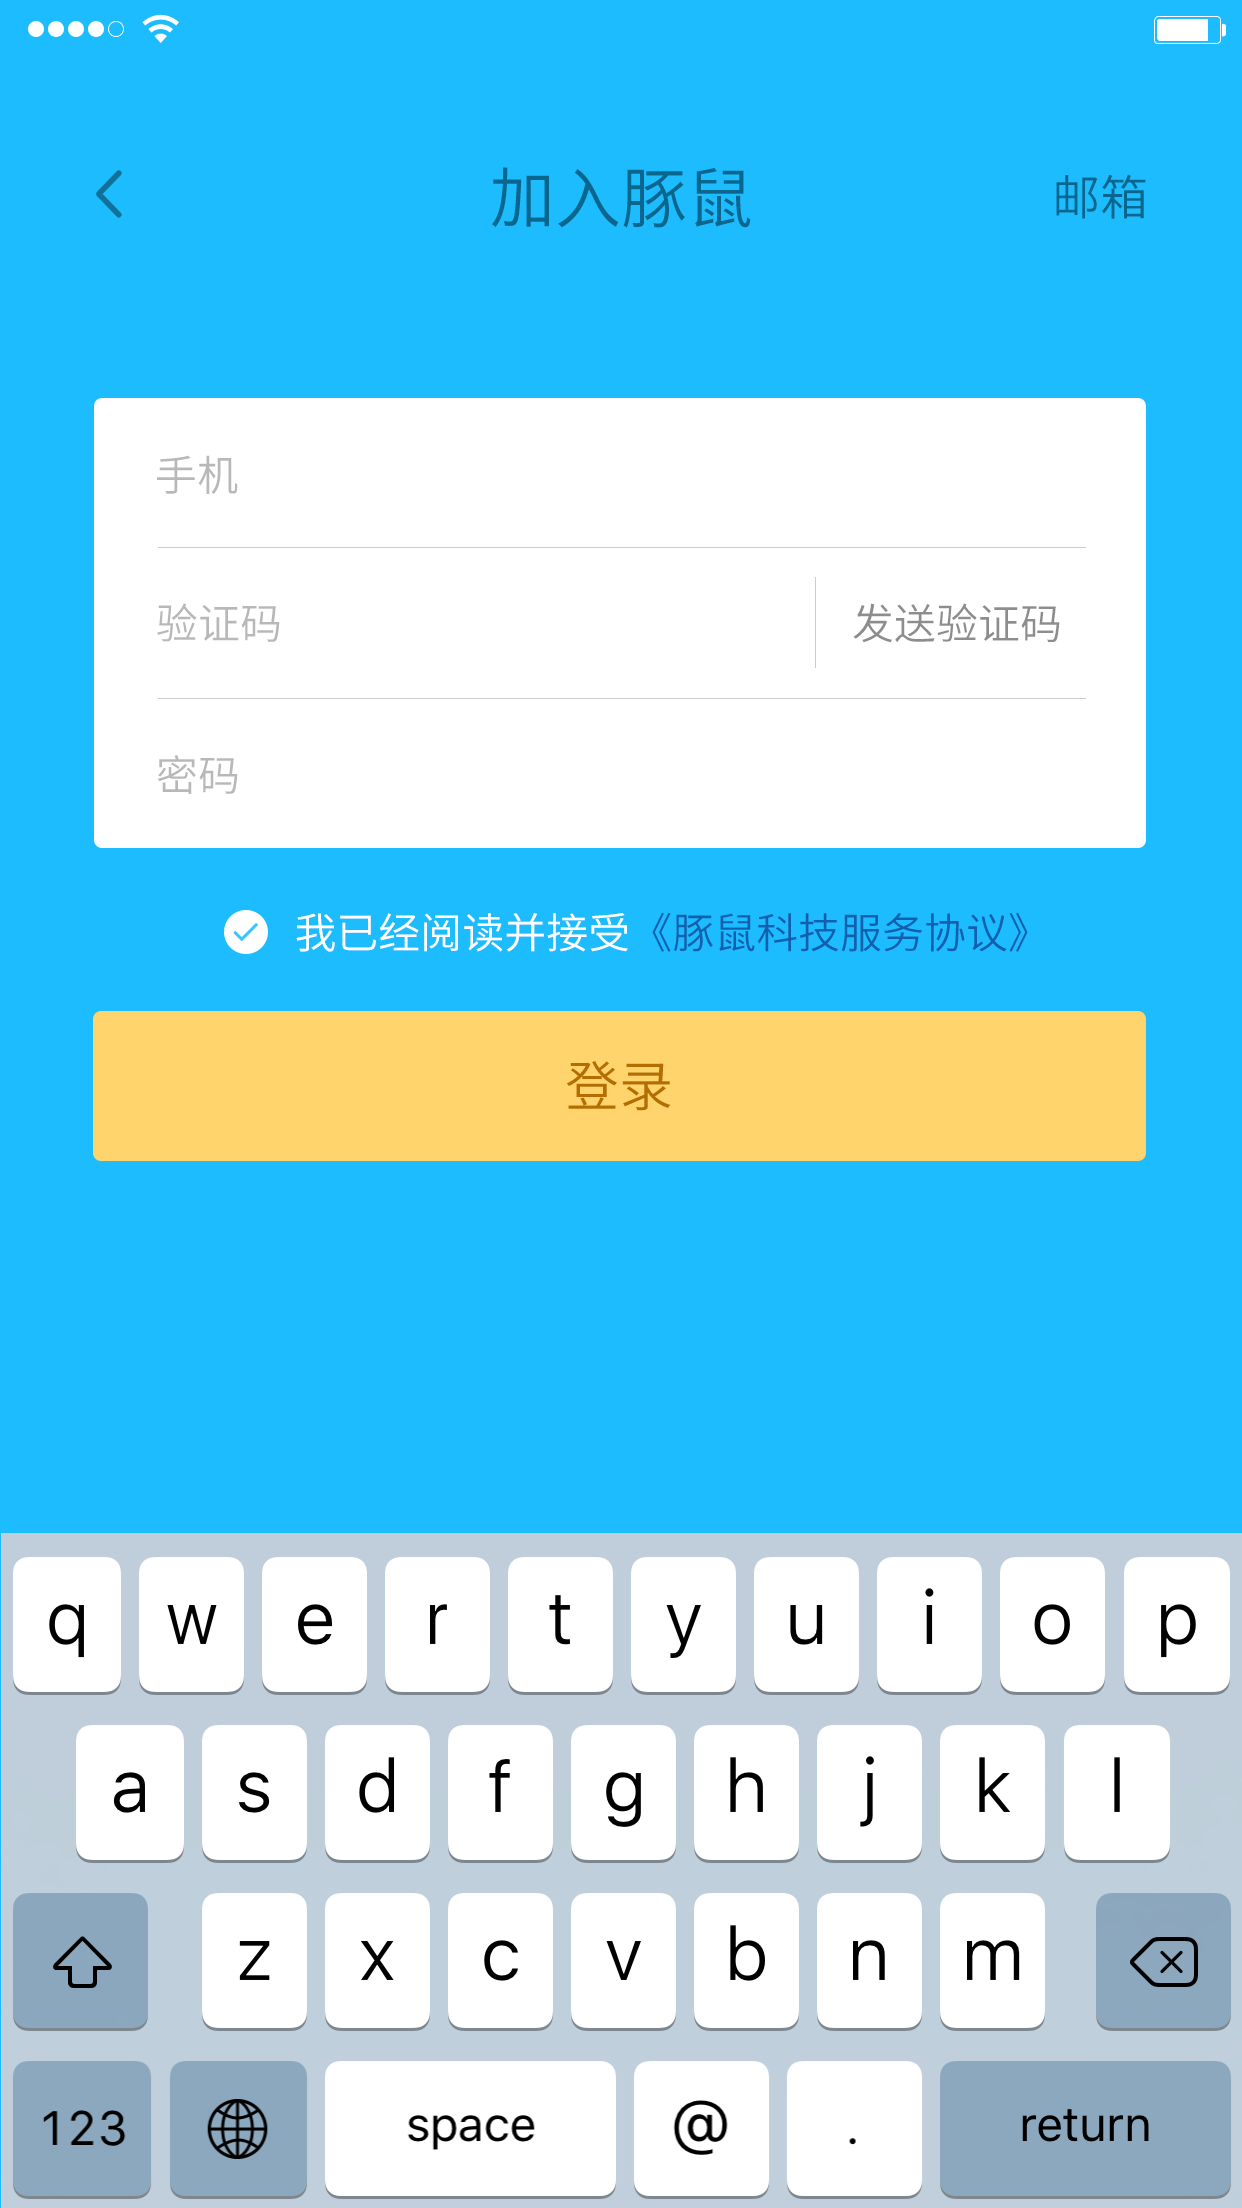 加入豚鼠 邮箱
手机
验证码 发送验证码
密码
我已经阅读并接受《豚鼠科技服务协议》
登录
q w e r t y u i o p
a s d f g h j k l
z x c v b n m
123 space @ . return